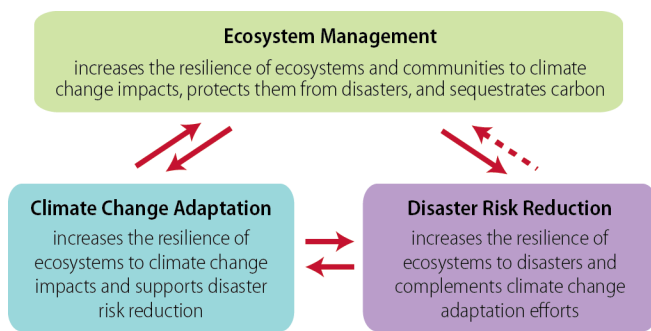 Ecosystem Management
increases the resilience of ecosystems and communities to climate
change impacts, protects them from disasters, and sequestrates carbon
Climate Change Adaptation
increases the resilience of
ecosystems to climate change
impacts and supports disaster
risk reduction
Disaster Risk Reduction
increases the resilience of
ecosystems to disasters and
complements climate change
adaptation efforts